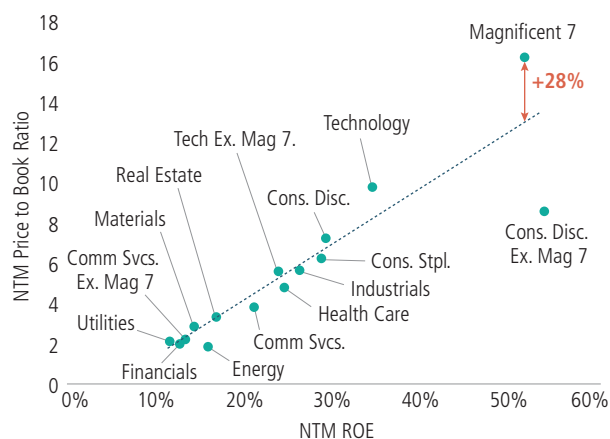 18
16
14
12
10
8
6
4
2
0
NTM Price to Book Ratio
Magnificent 7
+28%
Technology
Tech Ex. Mag 7.
Real Estate
Cons. Disc.
Materials
Cons. Disc.
Ex. Mag 7
Comm Svcs.
Ex. Mag 7
Cons. Stpl.
Industrials
Health Care
Utilities
Comm Svcs.
Financials
Energy
0%
10%
20%
30%
40%
50%
60%
NTM ROE